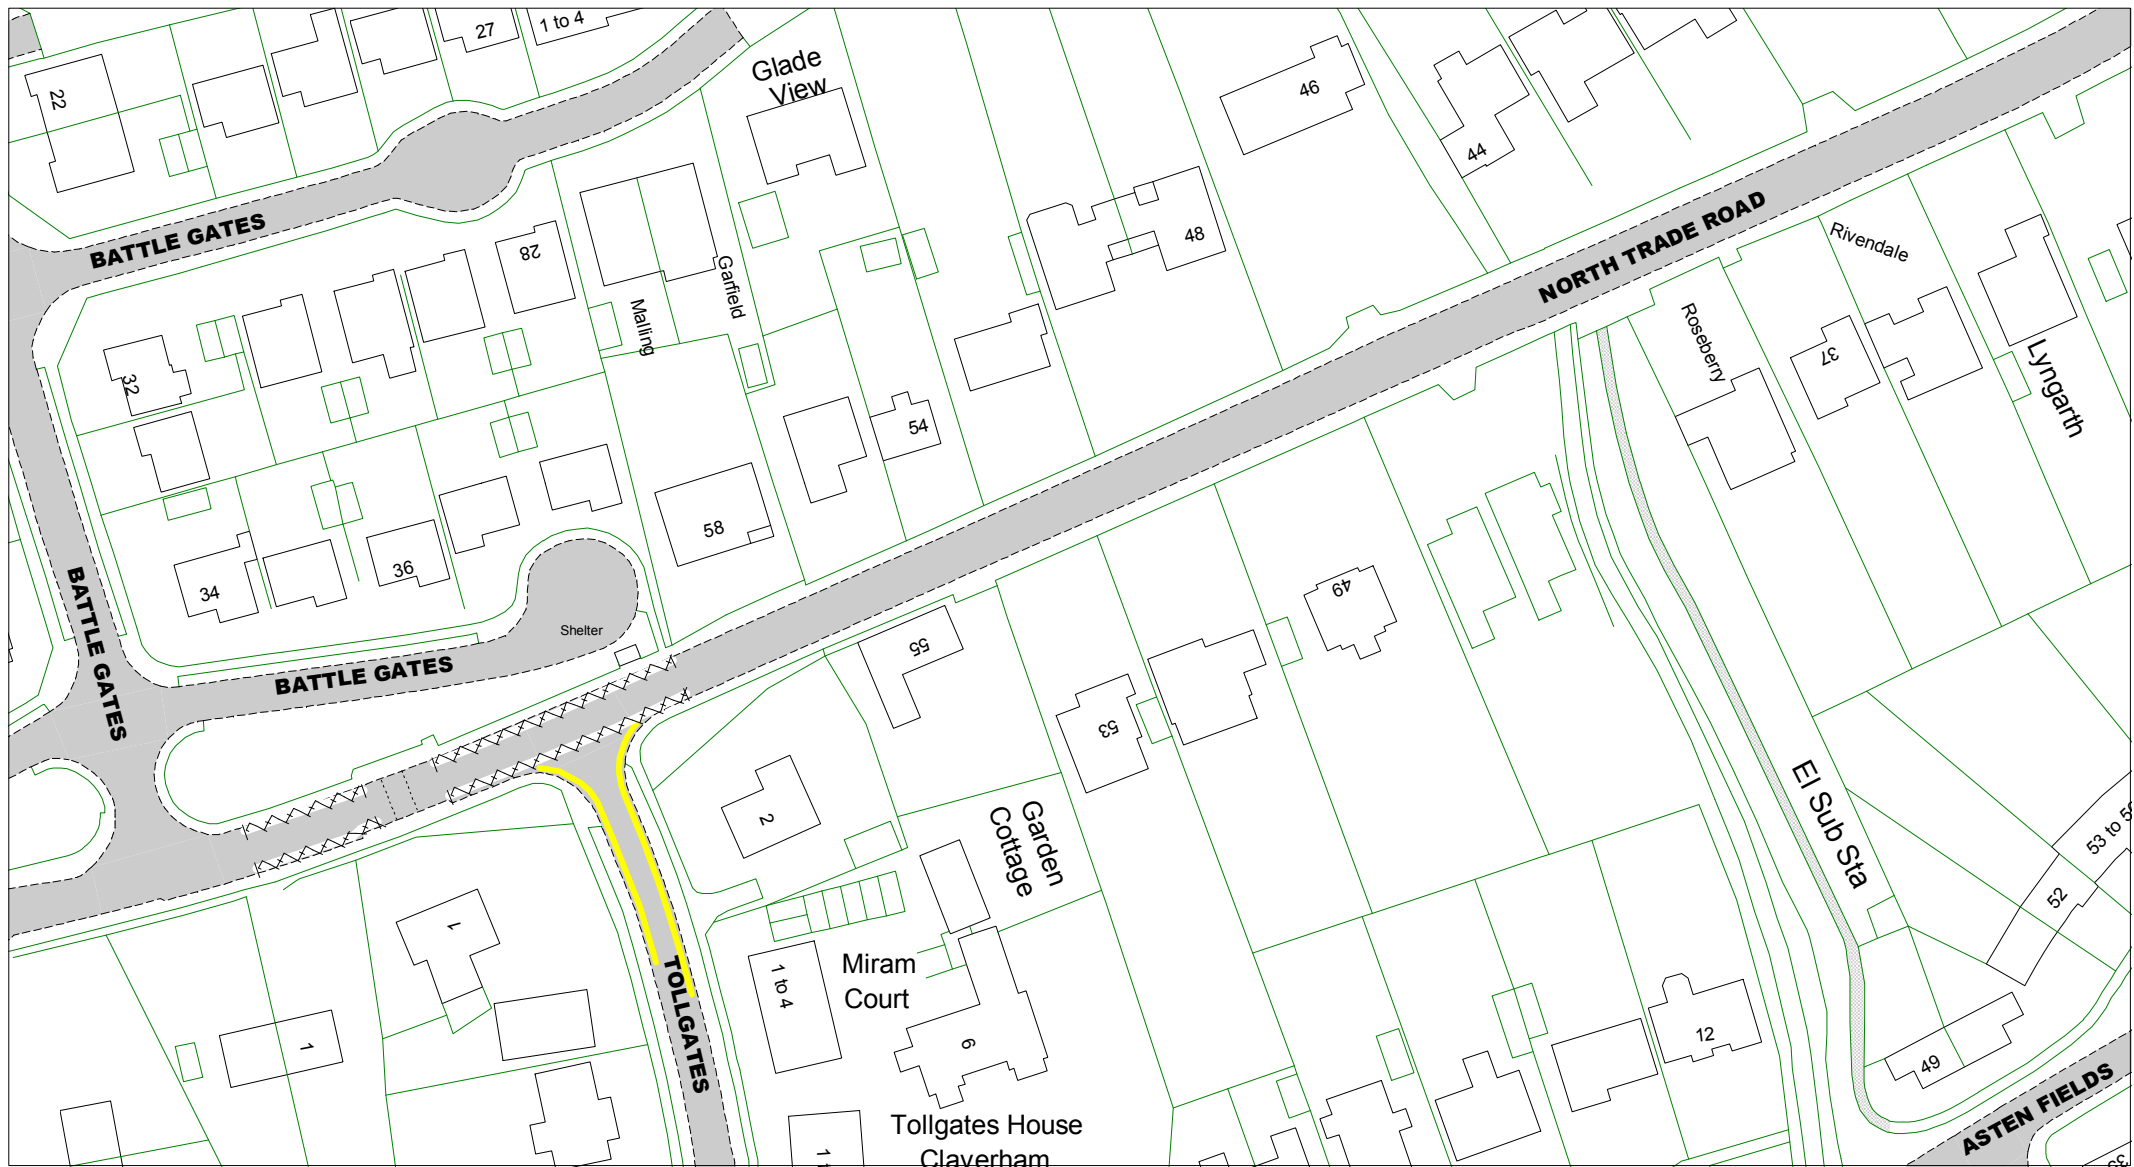 27
1 to 4
Glade
View
22
46
44
BATTLE GATES
28
48
NORTH TRADE ROAD
Rivendale
Garfield
Malling
Roseberry
37
Lyngarth
32
54
58
36
34
49
Shelter
55
BATTLE GATES
BATTLE GATES
53
2
Garden
Cottage
El Sub Sta
53 to 5
52
1
1 to 4
Miram
Court
TOLLGATES
6
1
12
49
ASTEN FIELDS
Tollgates House
Claverham